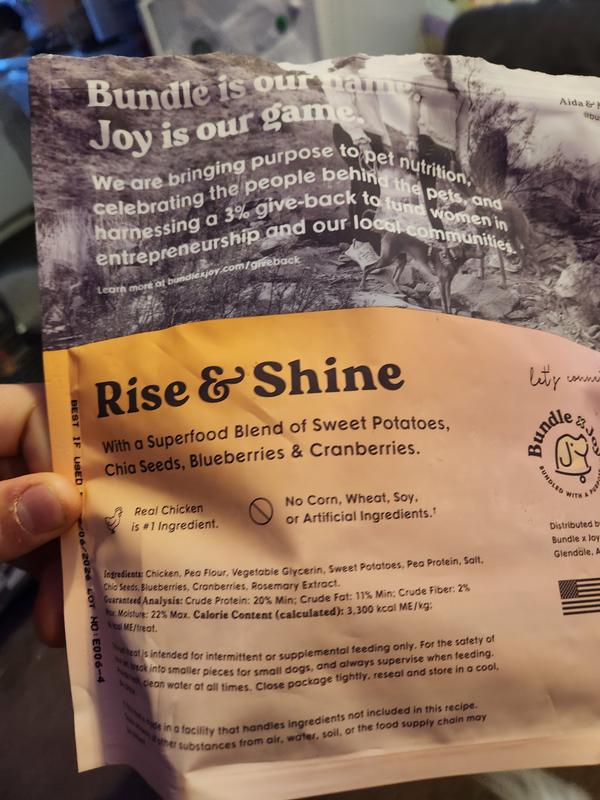 Bundle is our name.
Joy is our game.
We are bringing purpose to pet nutrition,
celebrating the people behind the pets, and
harnessing a 3% give-back to fund women in
entrepreneurship and our local communities.
Learn more at bundlexjoy.com/giveback
Aida &
Rise & Shine
With a Superfood Blend of Sweet Potatoes,
Chia Seeds, Blueberries & Cranberries.
Real Chicken
is #1 Ingredient.
No Corn, Wheat, Soy,
or Artificial Ingredients.†
let's
Bundle x Joy
BUNDLED WITH A
Distributed
Bundle x Joy
Glendale,
Ingredients: Chicken, Pea Flour, Vegetable Glycerin, Sweet Potatoes, Pea Protein, Salt,
Chia Seeds, Blueberries, Cranberries, Rosemary Extract.
Guaranteed Analysis: Crude Protein: 20% Min; Crude Fat: 11% Min; Crude Fiber: 2%
Max; Moisture: 22% Max. Calorie Content (calculated): 3,300 kcal ME/kg;
kcal ME/treat.
treat is intended for intermittent or supplemental feeding only. For the safety of
break into smaller pieces for small dogs, and always supervise when feeding.
clean water at all times. Close package tightly, reseal and store in a cool,
made in a facility that handles ingredients not included in this recipe.
other substances from air, water, soil, or the food supply chain may
BEST IF USED
/06/2026 LOT NO:E006-4